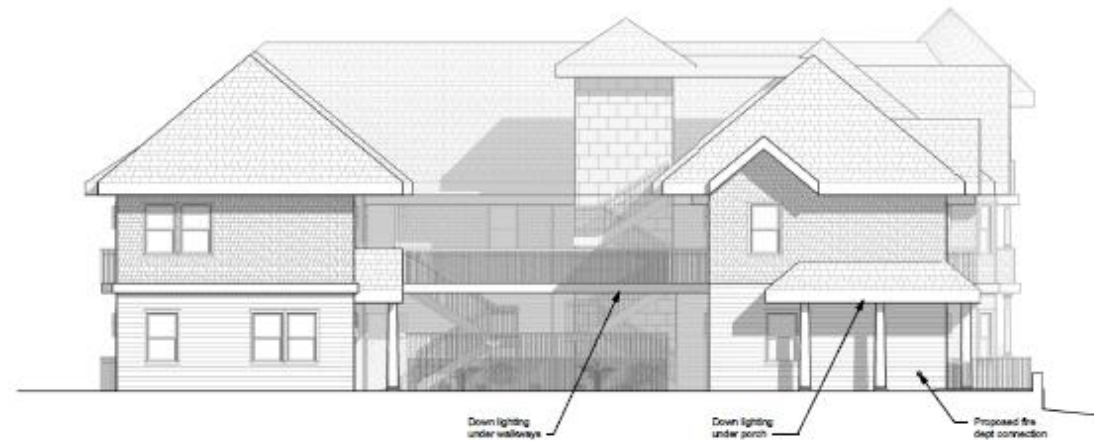 Down lighting
under walkways
Down lighting
under porch
Proposed fire
dept connection